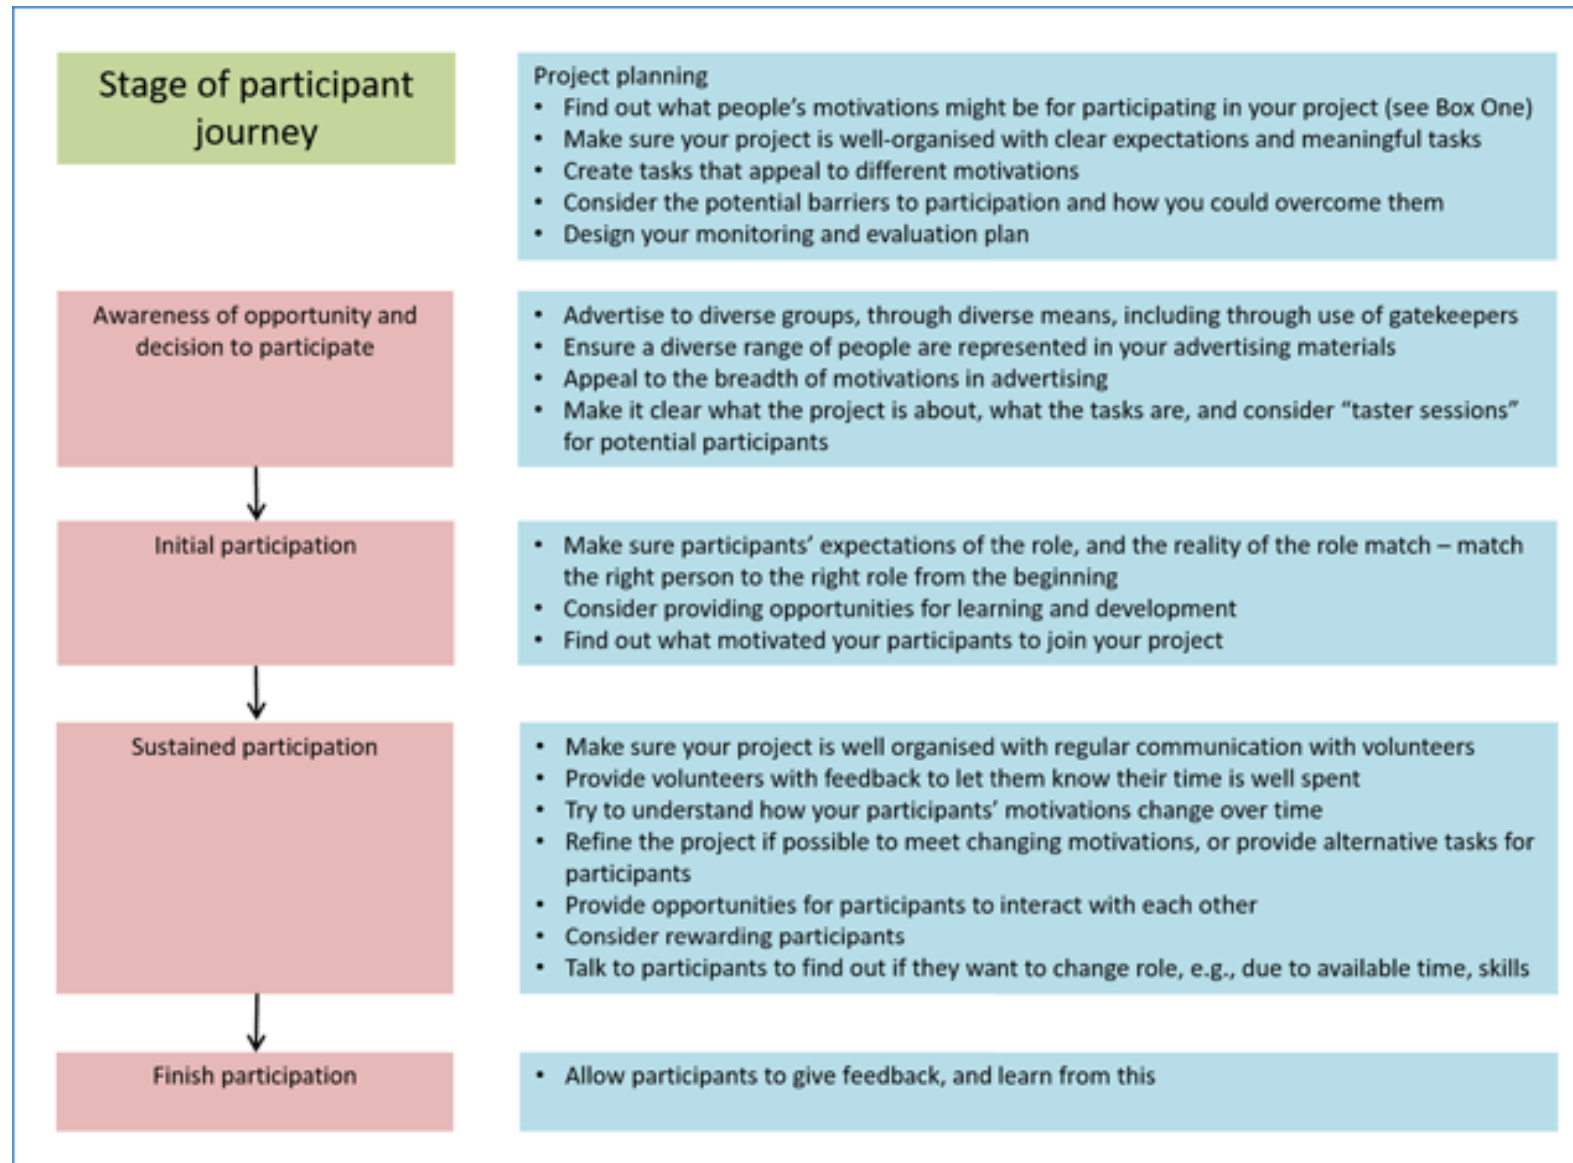 Stage of participant
journey
Project planning
• Find out what people’s motivations might be for participating in your project (see Box One)
• Make sure your project is well-organised with clear expectations and meaningful tasks
• Create tasks that appeal to different motivations
• Consider the potential barriers to participation and how you could overcome them
• Design your monitoring and evaluation plan
Awareness of opportunity and
decision to participate
• Advertise to diverse groups, through diverse means, including through use of gatekeepers
• Ensure a diverse range of people are represented in your advertising materials
• Appeal to the breadth of motivations in advertising
• Make it clear what the project is about, what the tasks are, and consider “taster sessions”
for potential participants
Initial participation
• Make sure participants’ expectations of the role, and the reality of the role match – match
the right person to the right role from the beginning
• Consider providing opportunities for learning and development
• Find out what motivated your participants to join your project
Sustained participation
• Make sure your project is well organised with regular communication with volunteers
• Provide volunteers with feedback to let them know their time is well spent
• Try to understand how your participants’ motivations change over time
• Refine the project if possible to meet changing motivations, or provide alternative tasks for
participants
• Provide opportunities for participants to interact with each other
• Consider rewarding participants
• Talk to participants to find out if they want to change role, e.g., due to available time, skills
Finish participation
• Allow participants to give feedback, and learn from this